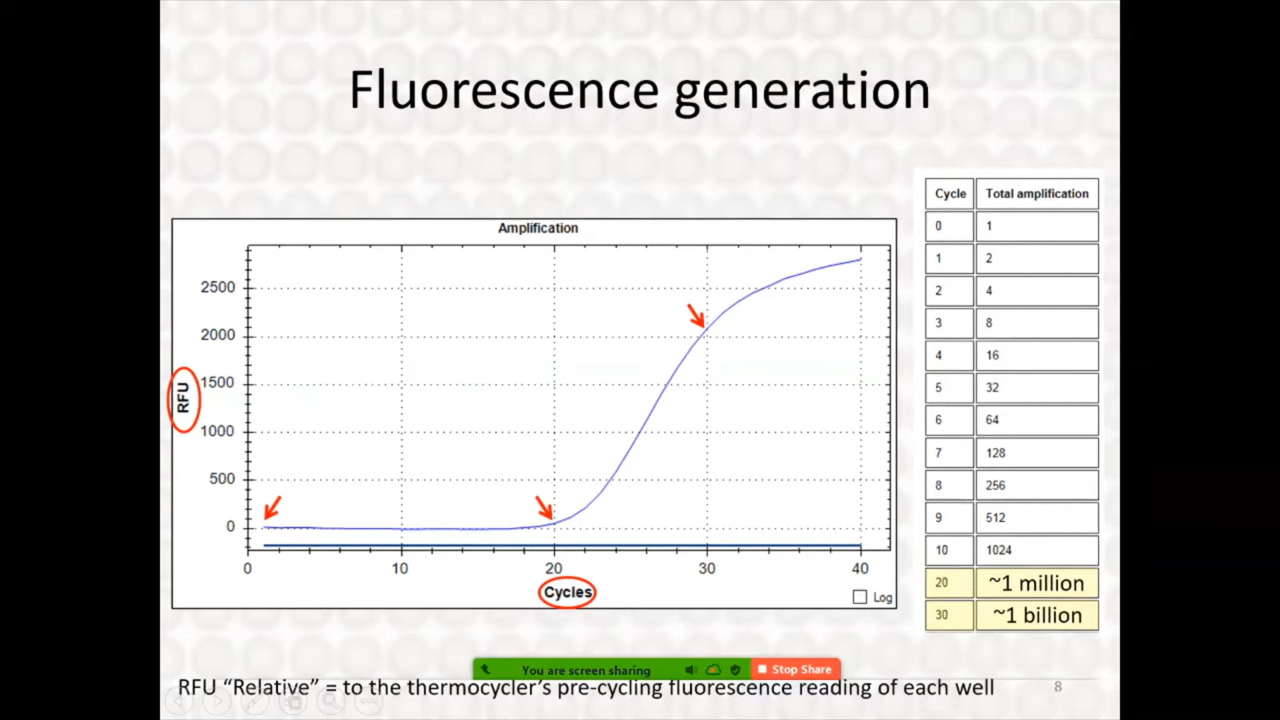 Fluorescence generation
Amplification
2500
2000
1500
1000
500
0
RFU
0 10 20 30 40
Cycles
Log
Cycle Total amplification
0 1
1 2
2 4
3 8
4 16
5 32
6 64
7 128
8 256
9 512
10 1024
20 ~1 million
30 ~1 billion
You are screen sharing Stop Share
RFU “Relative” = to the thermocycler’s pre-cycling fluorescence reading of each well
8